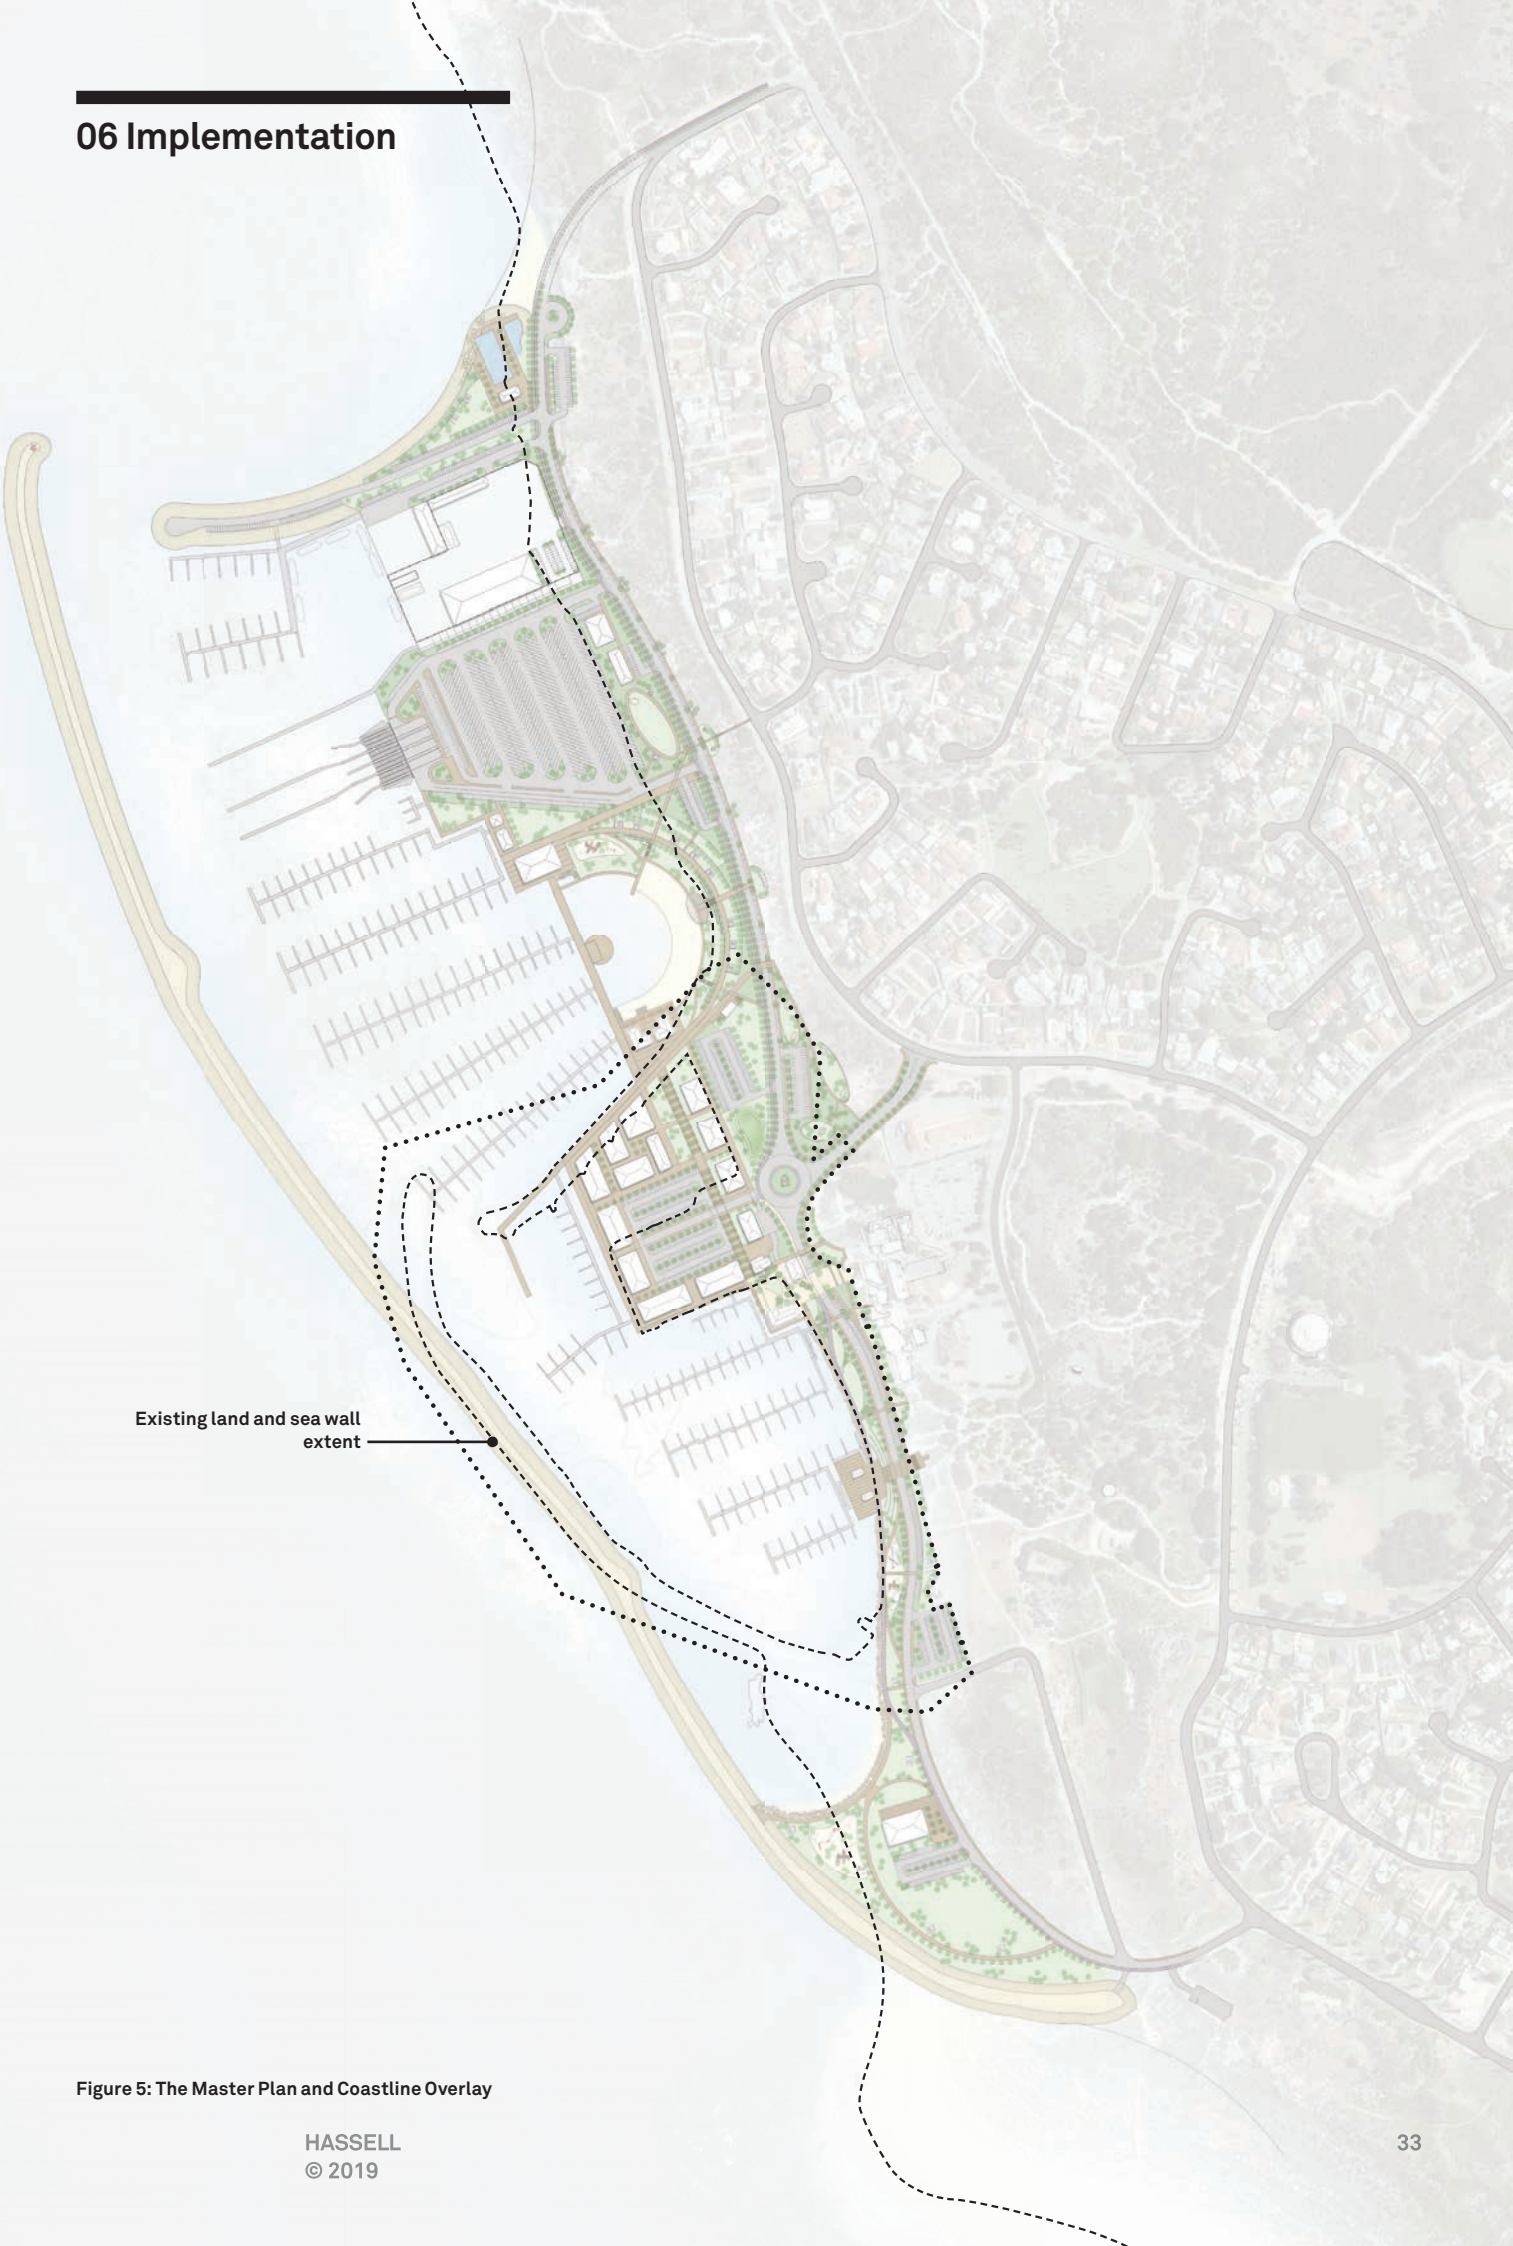 06 Implementation
Existing land and sea wall
extent
Figure 5: The Master Plan and Coastline Overlay
HASSELL
© 2019
33